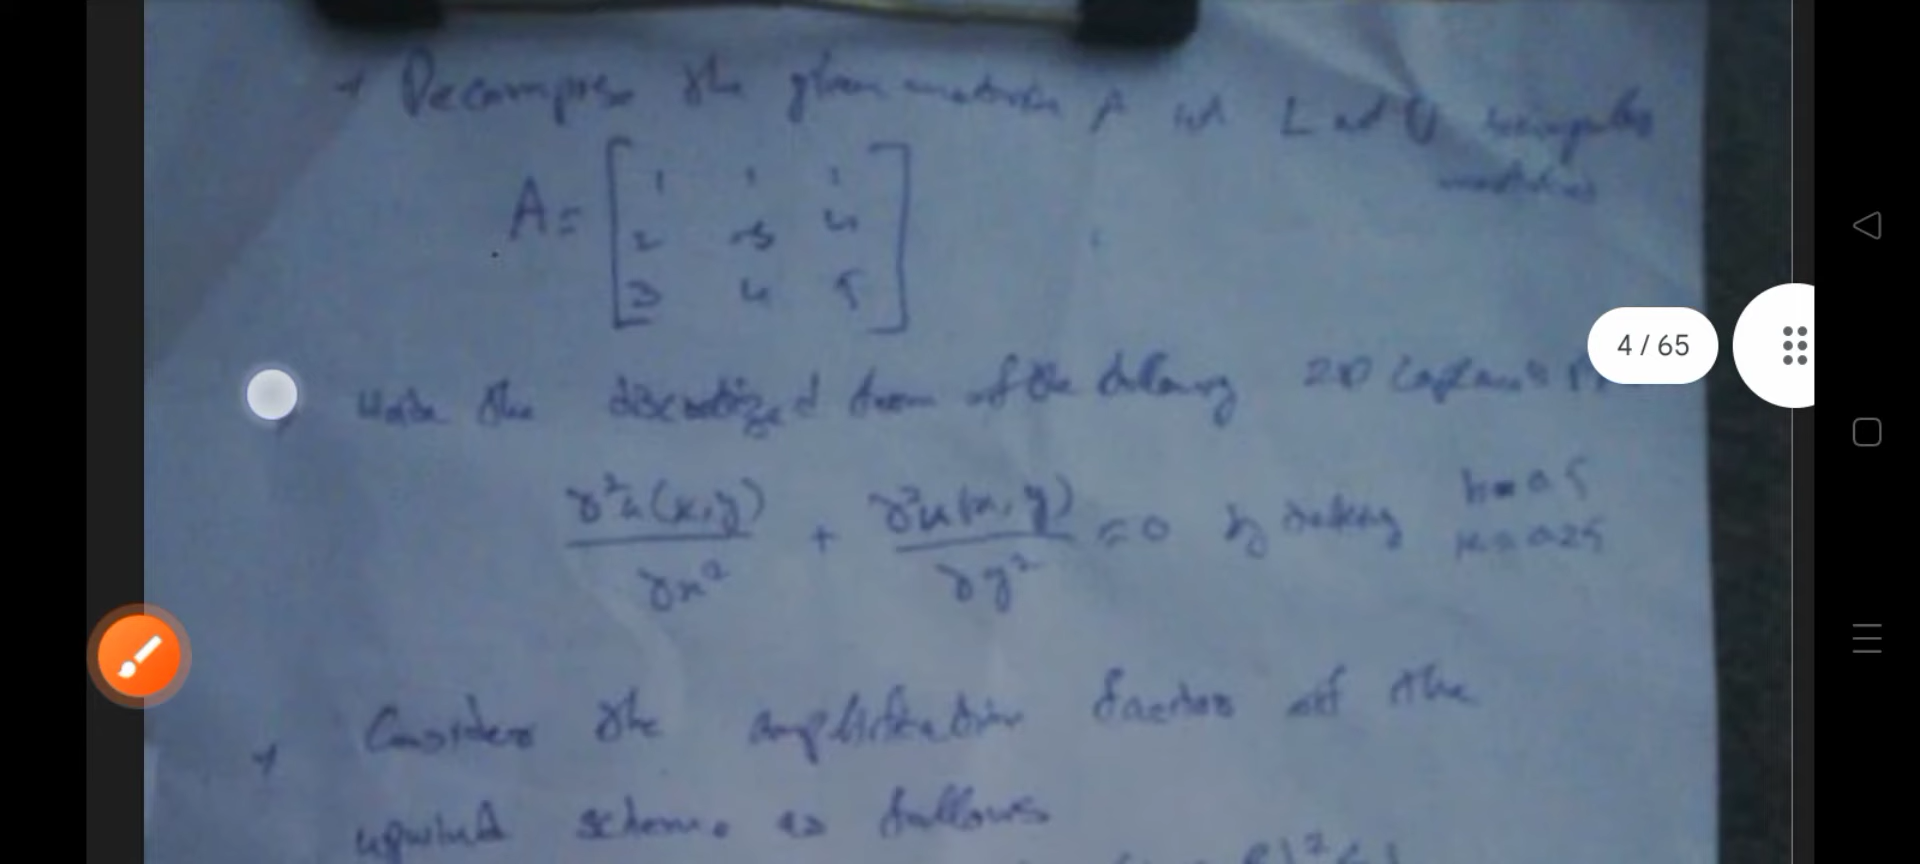 Decompose the given matrix A L and U
matrices
A = [ 1 1 1
2 -3 4
3 4 5 ]
Write the discretized form of the following 2D Laplace's
∂²u(x,y)/∂x² + ∂²u(x,y)/∂y² = 0 by taking h = 0.5
k = 0.25
4 / 65
Consider the amplification factor of the
upwind scheme as follows